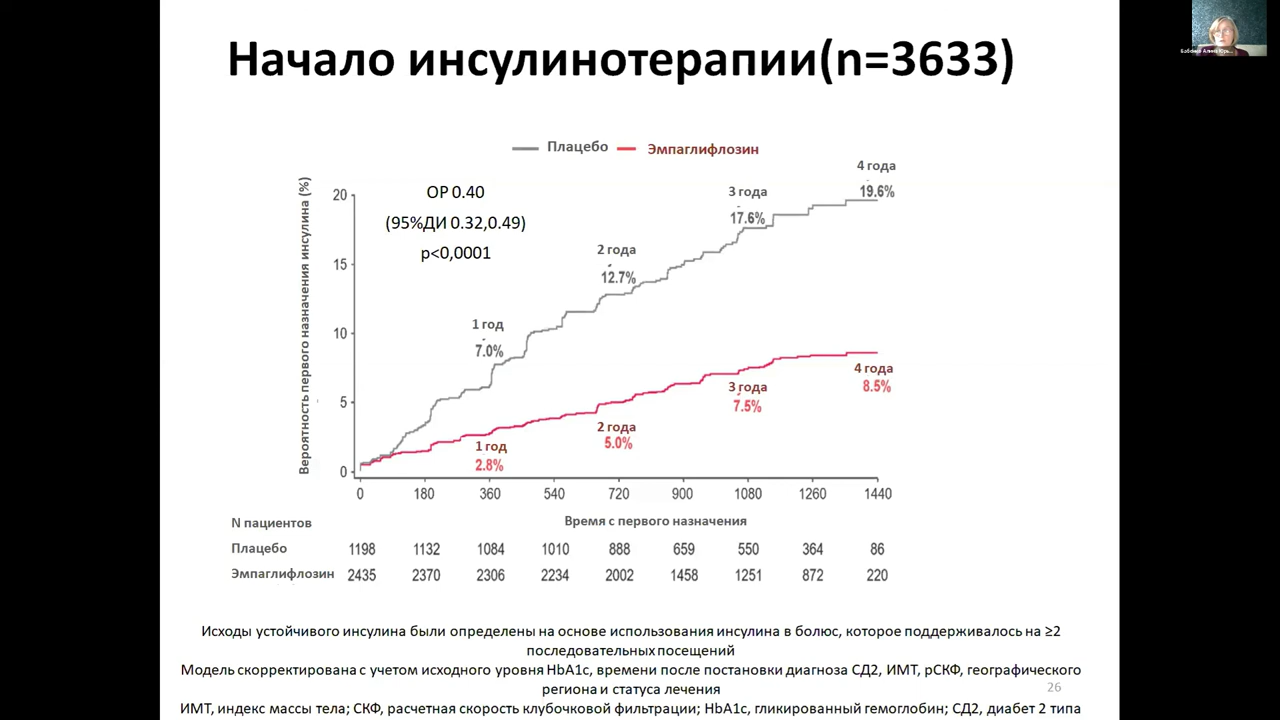 Начало инсулинотерапии(n=3633)
Плацебо
Эмпаглифлозин
ОР 0.40
(95%ДИ 0.32,0.49)
p<0,0001
Вероятность первого назначения инсулина (%)
20
15
10
5
0
1 год
7.0%
2 года
12.7%
3 года
17.6%
4 года
19.6%
1 год
2.8%
2 года
5.0%
3 года
7.5%
4 года
8.5%
0 180 360 540 720 900 1080 1260 1440
Время с первого назначения
N пациентов
Плацебо 1198 1132 1084 1010 888 659 550 364 86
Эмпаглифлозин 2435 2370 2306 2234 2002 1458 1251 872 220
Исходы устойчивого инсулина были определены на основе использования инсулина в болюс, которое поддерживалось на ≥2
последовательных посещений
Модель скорректирована с учетом исходного уровня HbA1c, времени после постановки диагноза СД2, ИМТ, рСКФ, географического
региона и статуса лечения
26
ИМТ, индекс массы тела; СКФ, расчетная скорость клубочковой фильтрации; HbA1c, гликированный гемоглобин; СД2, диабет 2 типа